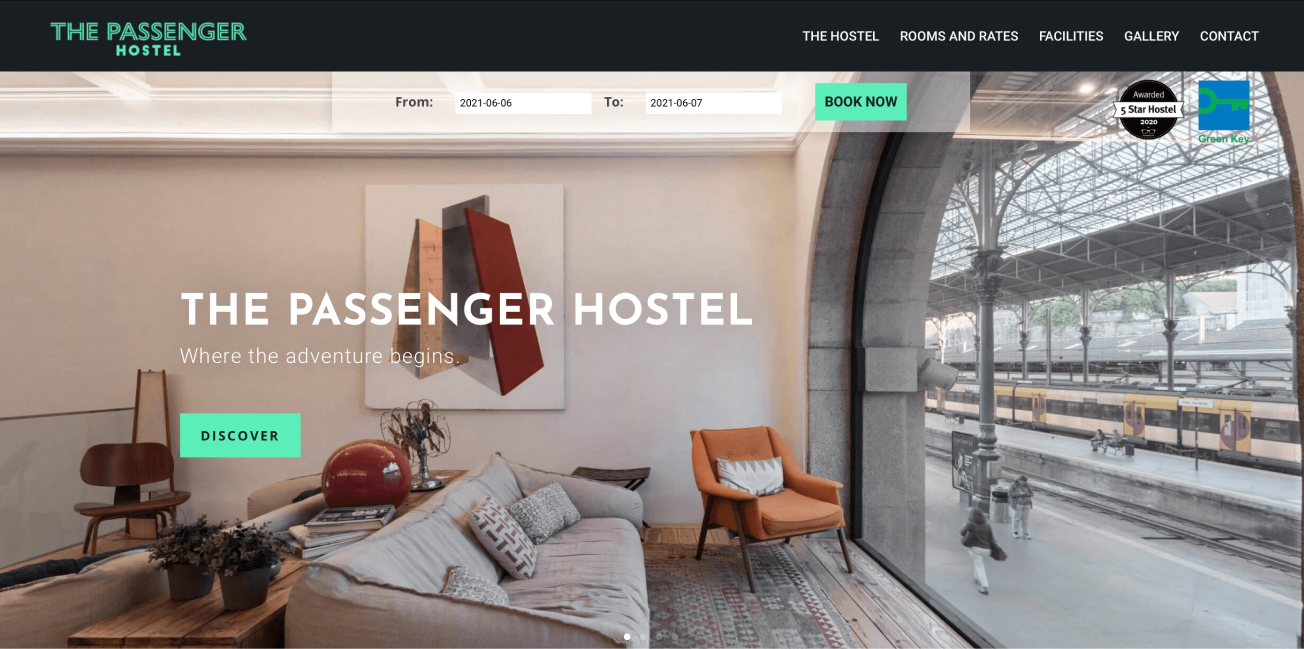 THE PASSENGER
HOSTEL
THE HOSTEL
ROOMS AND RATES
FACILITIES
GALLERY
CONTACT
From:
2021-06-06
To:
2021-06-07
BOOK NOW
Awarded
5 Star Hostel
2020
Green Key
THE PASSENGER HOSTEL
Where the adventure begins.
DISCOVER